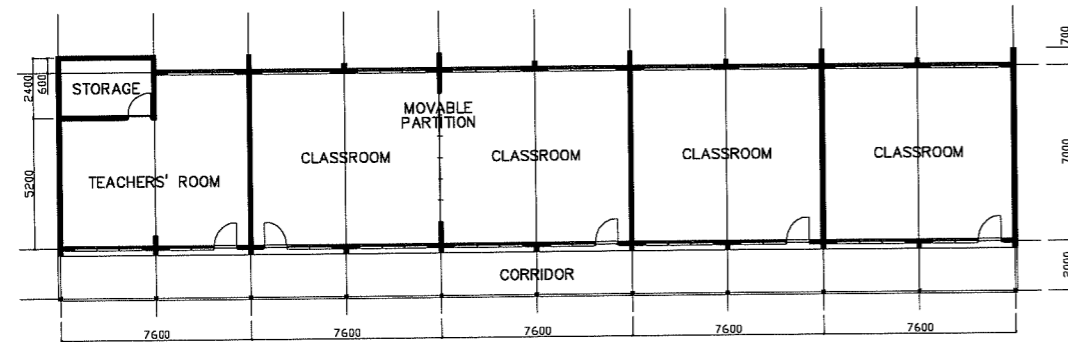 700
2400
600
STORAGE
MOVABLE
PARTITION
CLASSROOM
CLASSROOM
CLASSROOM
CLASSROOM
7000
5200
TEACHERS' ROOM
CORRIDOR
2000
7600
7600
7600
7600
7600